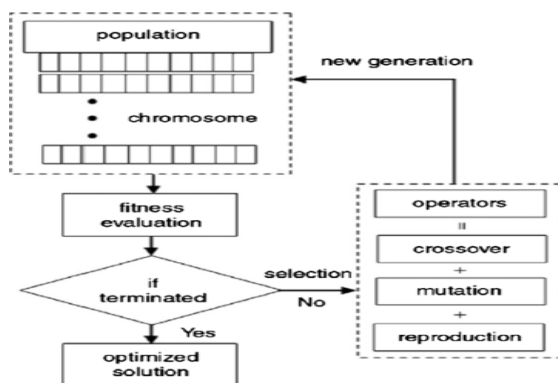 population
chromosome
new generation
fitness
evaluation
if
terminated
selection
No
Yes
optimized
solution
operators
=
crossover
+
mutation
+
reproduction